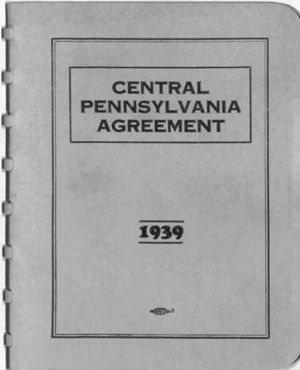 CENTRAL
PENNSYLVANIA
AGREEMENT
1939